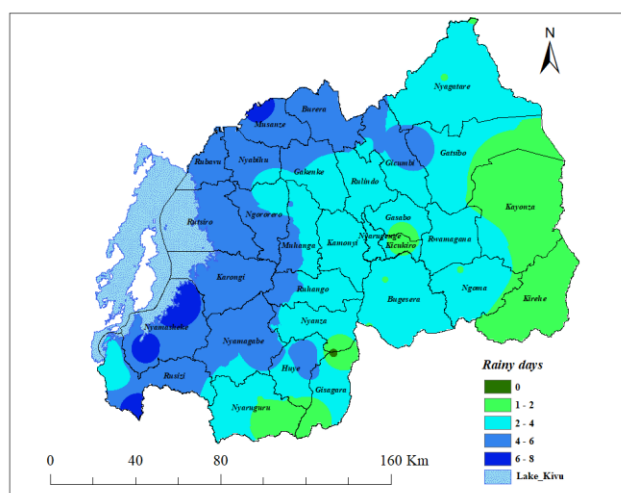 N
Nyagatare
Burera
Musanze
Rubavu
Nyabihu
Gakenke
Gicumbi
Gatsibo
Rulindo
Rutsiro
Ngororero
Gasabo
Kayonza
Muhanga
Kamonyi
Nyarugenge
Kicukiro
Rwamagana
Karongi
Ruhango
Bugesera
Ngoma
Kirehe
Nyamasheke
Nyanza
Nyamagabe
Huye
Rusizi
Gisagara
Nyaruguru
Rainy days
0
1 - 2
2 - 4
4 - 6
6 - 8
Lake_Kivu
0 40 80 160 Km